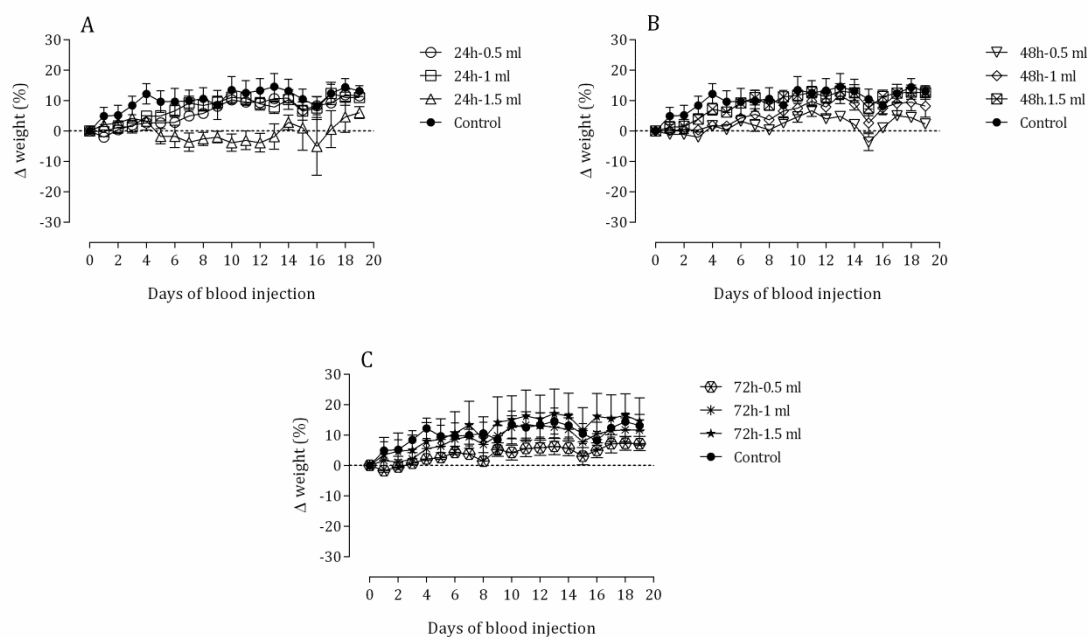 A
30
20
10
0
-10
-20
-30
Δ weight (%)
0 2 4 6 8 10 12 14 16 18 20
Days of blood injection
24h-0.5 ml
24h-1 ml
24h-1.5 ml
Control
B
30
20
10
0
-10
-20
-30
Δ weight (%)
0 2 4 6 8 10 12 14 16 18 20
Days of blood injection
48h-0.5 ml
48h-1 ml
48h.1.5 ml
Control
C
30
20
10
0
-10
-20
-30
Δ weight (%)
0 2 4 6 8 10 12 14 16 18 20
Days of blood injection
72h-0.5 ml
72h-1 ml
72h-1.5 ml
Control